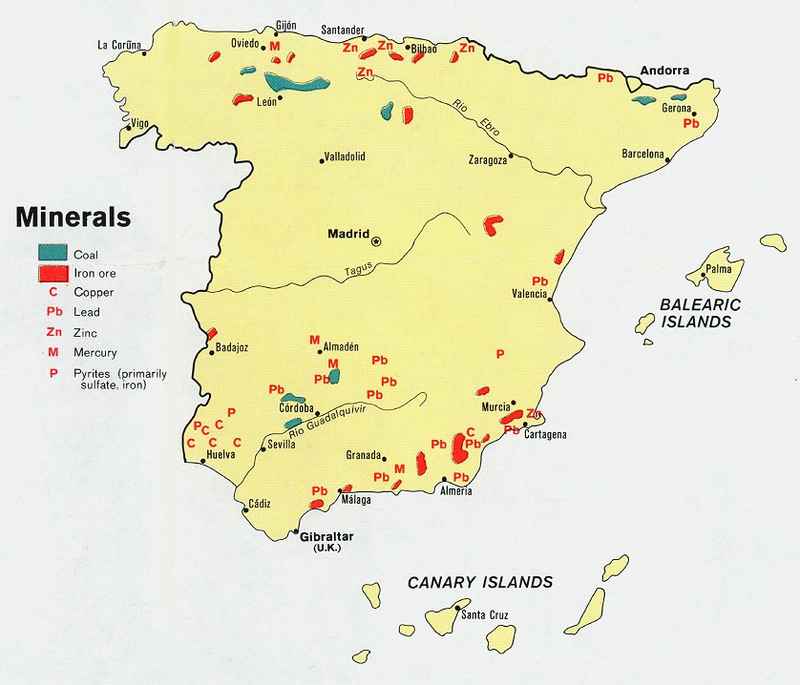 Gijón
Santander
La Coruña
Oviedo
M
Zn
Zn
Bilbao
Zn
Zn
Pb
Andorra
León
Rio Ebro
Gerona
Pb
Vigo
Valladolid
Zaragoza
Barcelona
Minerals
Coal
Iron ore
C Copper
Pb Lead
Zn Zinc
M Mercury
P Pyrites (primarily
sulfate, iron)
Madrid
Tagus
Pb
Valencia
Palma
BALEARIC
ISLANDS
Badajoz
M
Almadén
M
Pb
P
Pb
Pb
Pb
Pb
Córdoba
Rio Guadalquivir
Murcia
Zn
Pb
Cartagena
P
P
C
C
C
C
C
Huelva
Sevilla
Granada
Pb
C
Pb
M
Pb
Pb
Almería
Pb
Málaga
Cádiz
Gibraltar
(U.K.)
CANARY ISLANDS
Santa Cruz